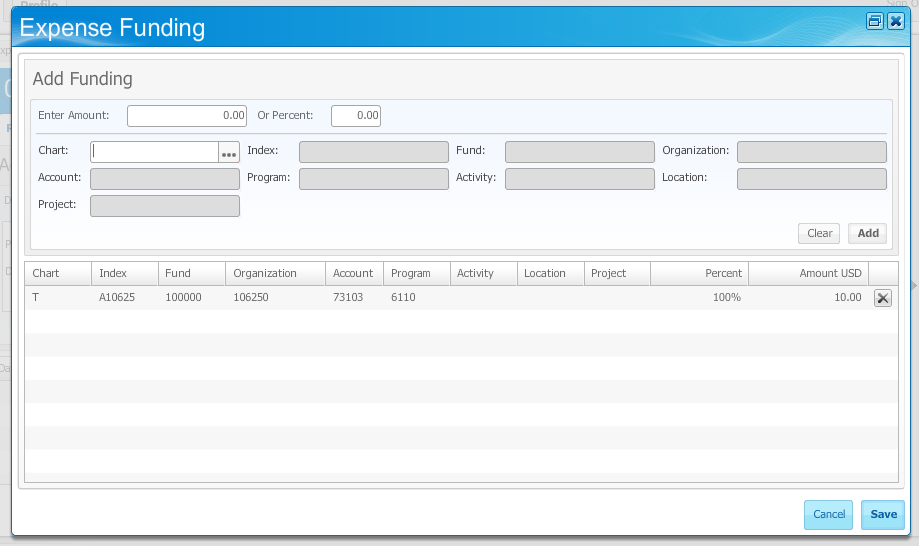 Profile
Sign O
Expense Funding
Add Funding
Enter Amount: 0.00 Or Percent: 0.00
Chart: ... Index: Fund: Organization:
Account: Program: Activity: Location:
Project:
Clear Add
Chart Index Fund Organization Account Program Activity Location Project Percent Amount USD
T A10625 100000 106250 73103 6110 100% 10.00
Cancel Save